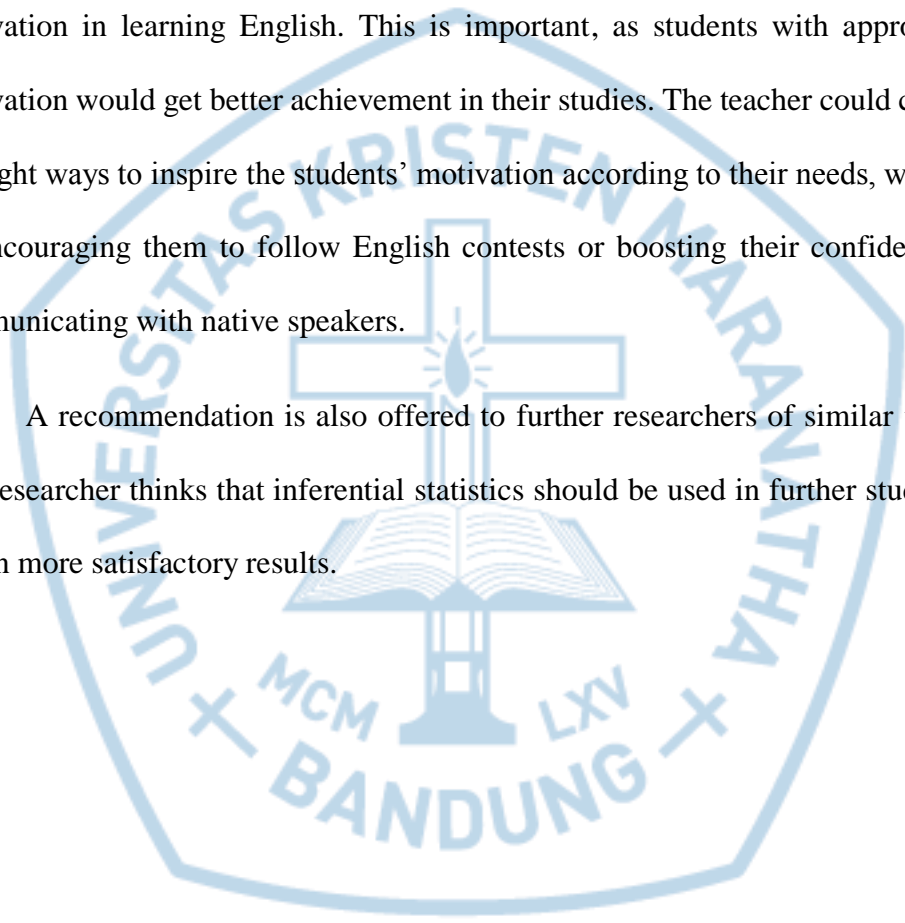 vation in learning English. This is important, as students with appro
vation would get better achievement in their studies. The teacher could c
ght ways to inspire the students’ motivation according to their needs, w
ncouraging them to follow English contests or boosting their confide
unicating with native speakers.
A recommendation is also offered to further researchers of similar
esearcher thinks that inferential statistics should be used in further stud
n more satisfactory results.
UNIVERSITAS KRISTEN MARANATHA
MCM LXV
BANDUNG